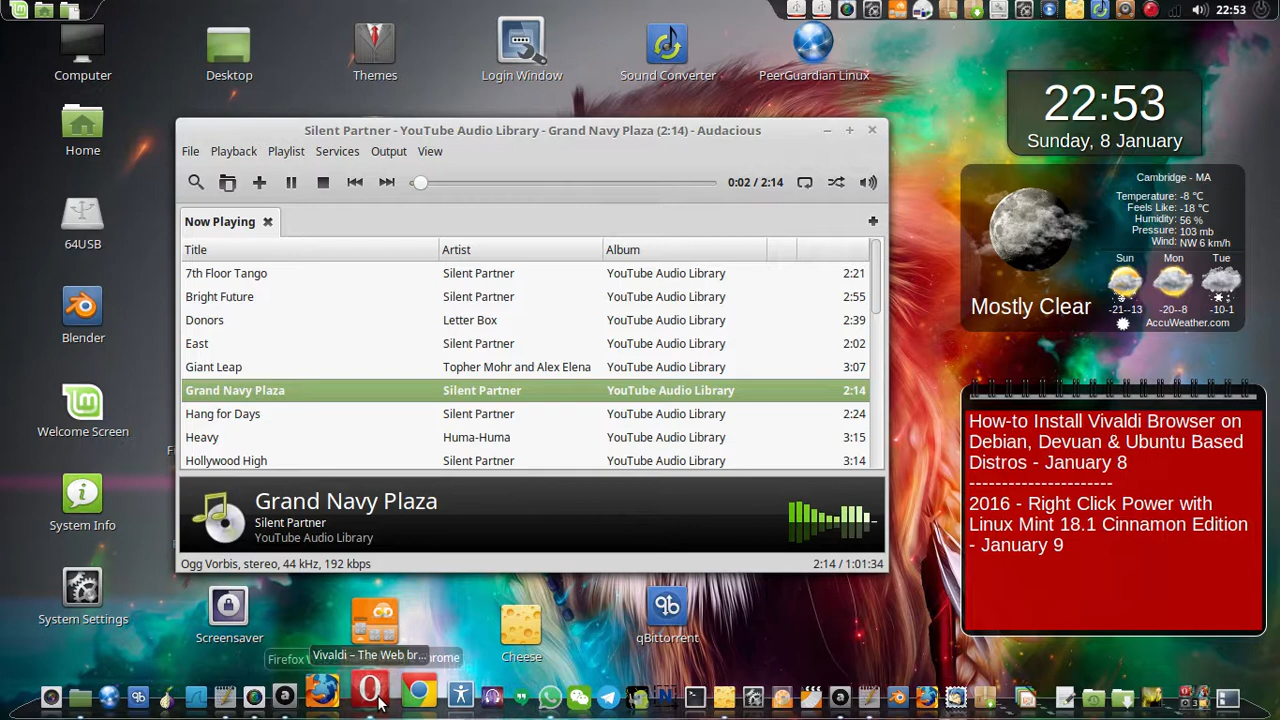 22:53
Computer
Desktop
Themes
Login Window
Sound Converter
PeerGuardian Linux
Home
64USB
Blender
Welcome Screen
System Info
System Settings
Silent Partner - YouTube Audio Library - Grand Navy Plaza (2:14) - Audacious
File Playback Playlist Services Output View
0:02 / 2:14
Now Playing
Title Artist Album
7th Floor Tango Silent Partner YouTube Audio Library 2:21
Bright Future Silent Partner YouTube Audio Library 2:55
Donors Letter Box YouTube Audio Library 2:39
East Silent Partner YouTube Audio Library 2:02
Giant Leap Topher Mohr and Alex Elena YouTube Audio Library 3:07
Grand Navy Plaza Silent Partner YouTube Audio Library 2:14
Hang for Days Silent Partner YouTube Audio Library 2:24
Heavy Huma-Huma YouTube Audio Library 3:15
Hollywood High Silent Partner YouTube Audio Library 3:14
Grand Navy Plaza
Silent Partner
YouTube Audio Library
Ogg Vorbis, stereo, 44 kHz, 192 kbps 2:14 / 1:01:34
22:53
Sunday, 8 January
Cambridge - MA
Temperature: -8 °C
Feels Like: -18 °C
Humidity: 56 %
Pressure: 103 mb
Wind: NW 6 km/h
Sun Mon Tue
Mostly Clear
-21--13 -20--8 -10-1
AccuWeather.com
How-to Install Vivaldi Browser on
Debian, Devuan & Ubuntu Based
Distros - January 8
----------------------
2016 - Right Click Power with
Linux Mint 18.1 Cinnamon Edition
- January 9
Screensaver
CD
Cheese
qBittorrent
Firefox
Vivaldi – The Web br...